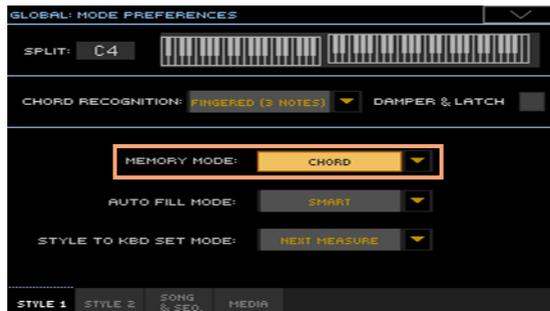 GLOBAL: MODE PREFERENCES
SPLIT: C4
CHORD RECOGNITION: FINGERED (3 NOTES) DAMPER & LATCH
MEMORY MODE: CHORD
AUTO FILL MODE: SMART
STYLE TO KBD SET MODE: NEXT MEASURE
STYLE 1 STYLE 2 SONG & SEQ. MEDIA